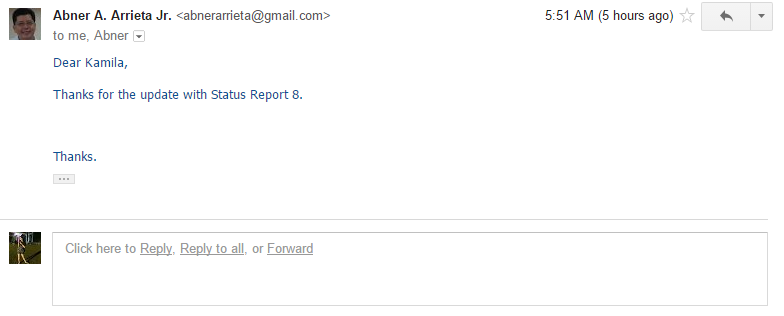 Abner A. Arrieta Jr. <abnerarrieta@gmail.com> 5:51 AM (5 hours ago)
to me, Abner
Dear Kamila,
Thanks for the update with Status Report 8.
Thanks.
Click here to Reply, Reply to all, or Forward